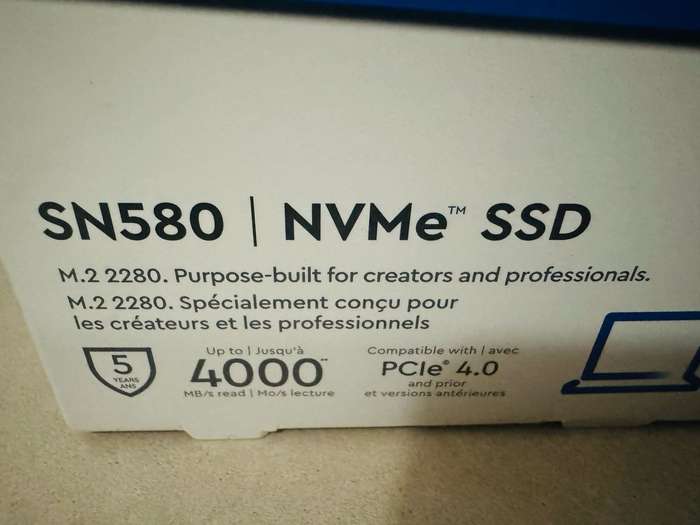 SN580 | NVMe™ SSD
M.2 2280. Purpose-built for creators and professionals.
M.2 2280. Spécialement conçu pour
les créateurs et les professionnels
5
YEARS
ANS
Up to | Jusqu'à
4000**
MB/s read | Mo/s lecture
Compatible with | avec
PCIe® 4.0
and prior
et versions antérieures